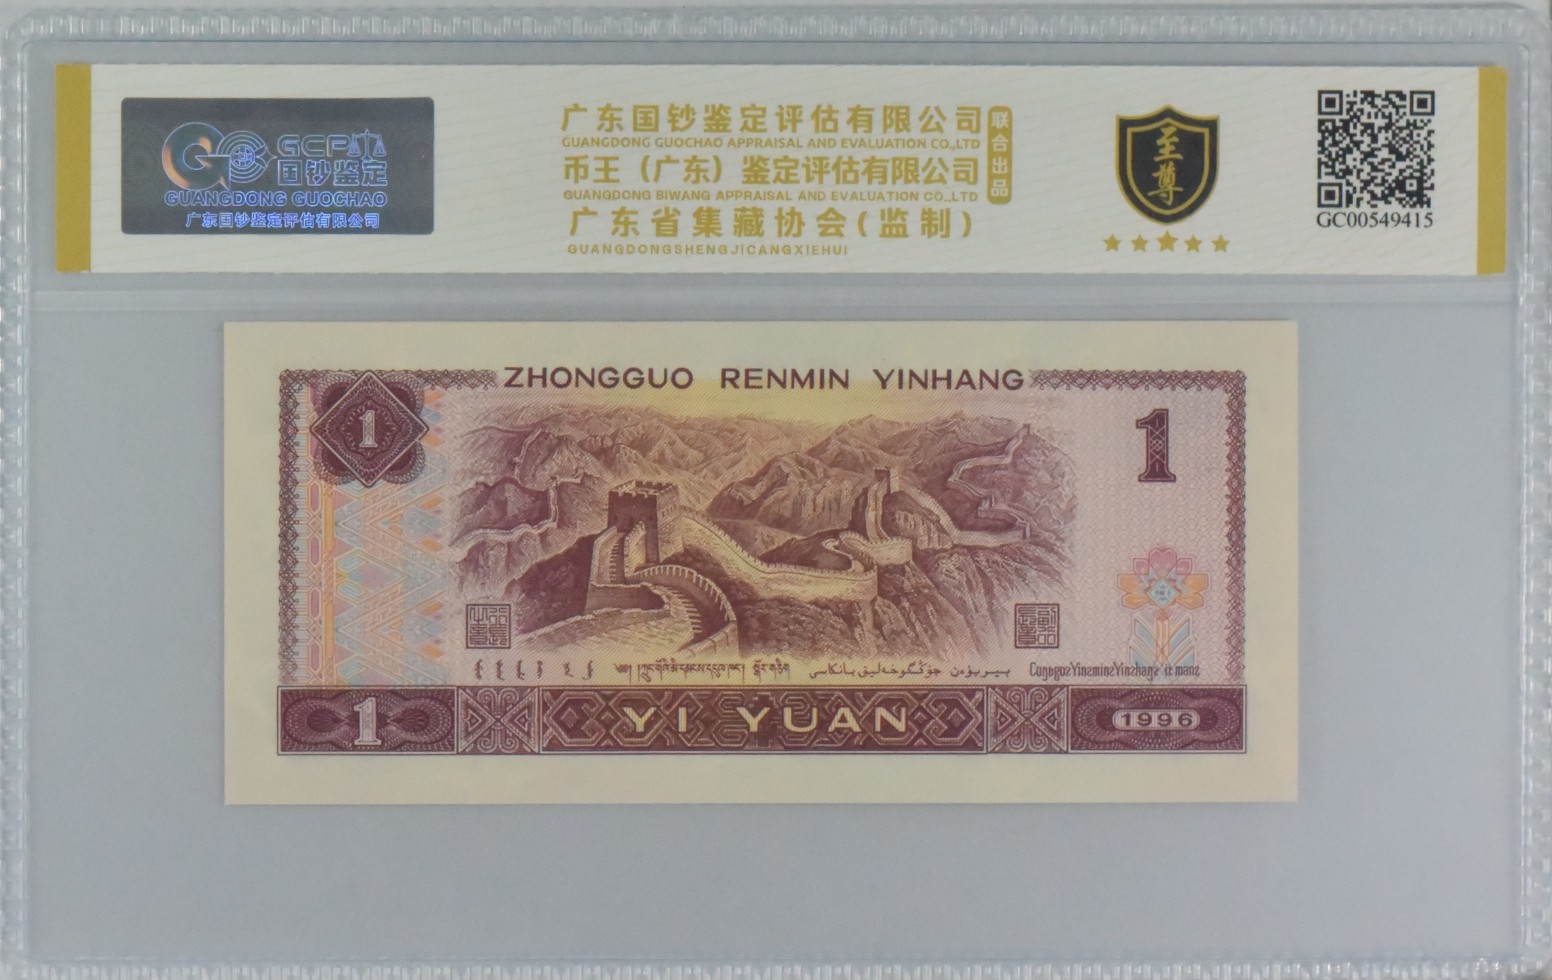 GCP
国钞鉴定
GUANGDONG GUOCHAO
广东国钞鉴定评估有限公司
广东国钞鉴定评估有限公司
GUANGDONG GUOCHAO APPRAISAL AND EVALUATION CO.,LTD
币王（广东）鉴定评估有限公司
GUANGDONG BIWANG APPRAISAL AND EVALUATION CO.,LTD
广东省集藏协会(监制)
GUANGDONGSHENGJICANGXIEHUI
联合出品
至尊
GC00549415
ZHONGGUO RENMIN YINHANG
1
1
1
YI YUAN
1996